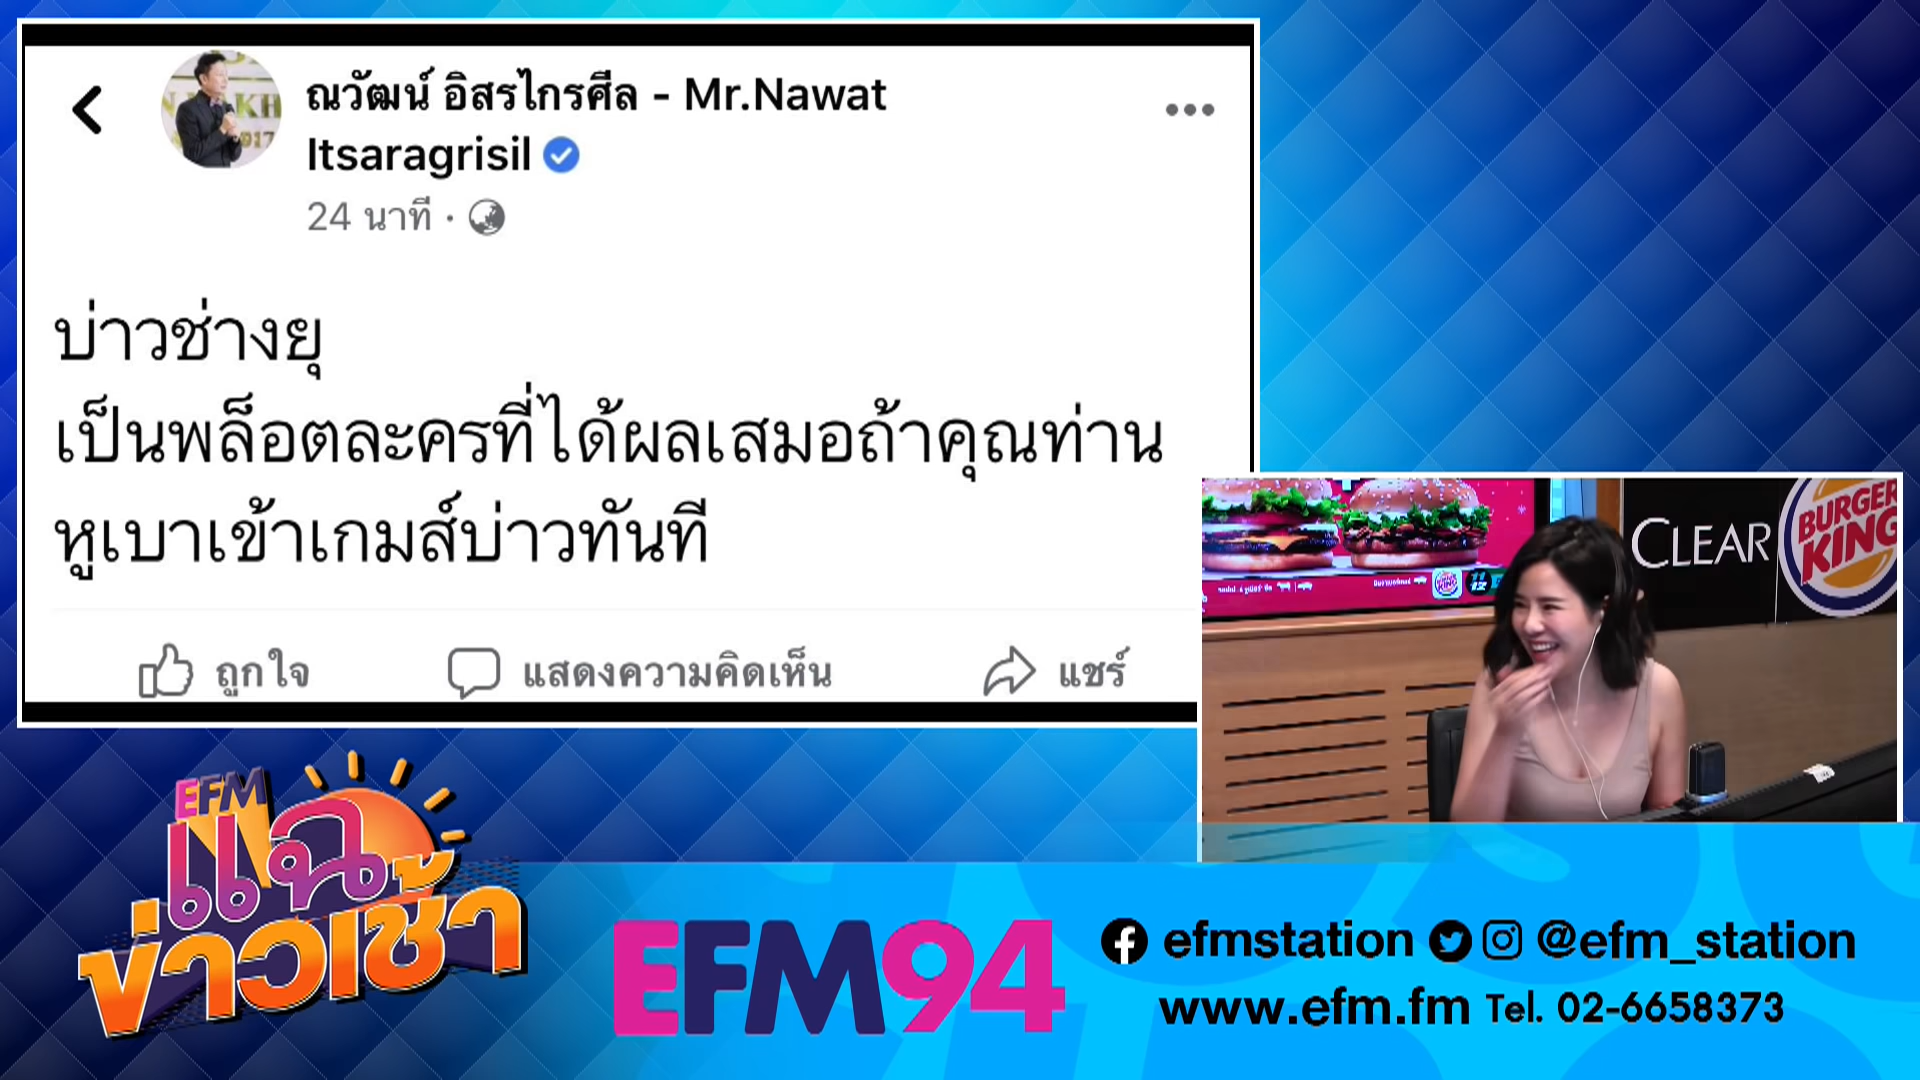 ณวัฒน์ อิสรไกรศีล - Mr.Nawat
Itsaragrisil
24 นาที ·
บ่าวช่างยุ
เป็นพล็อตละครที่ได้ผลเสมอถ้าคุณท่าน
หูเบาเข้าเกมส์บ่าวทันที
ถูกใจ
แสดงความคิดเห็น
แชร์
CLEAR
BURGER
KING
EFM
แฉ
ข่าวเช้า
EFM94
efmstation @efm_station
www.efm.fm Tel. 02-6658373